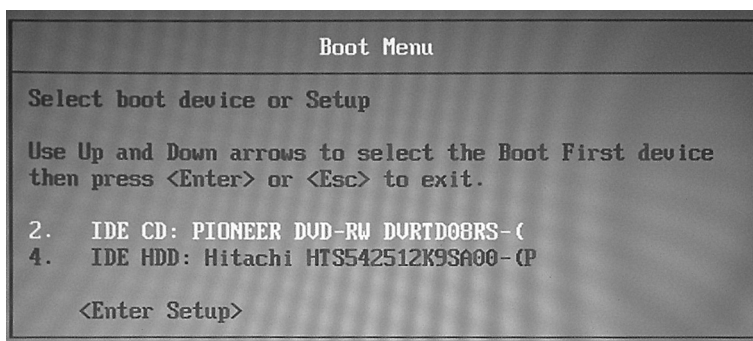 Boot Menu
Select boot device or Setup
Use Up and Down arrows to select the Boot First device
then press <Enter> or <Esc> to exit.
2. IDE CD: PIONEER DVD-RW DVRTD08RS-(
4. IDE HDD: Hitachi HTS542512K9SA00-(P
<Enter Setup>